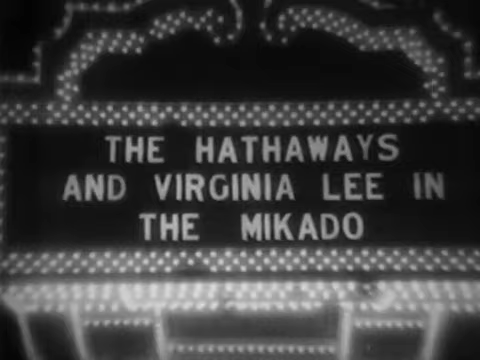 THE HATHAWAYS
AND VIRGINIA LEE IN
THE MIKADO